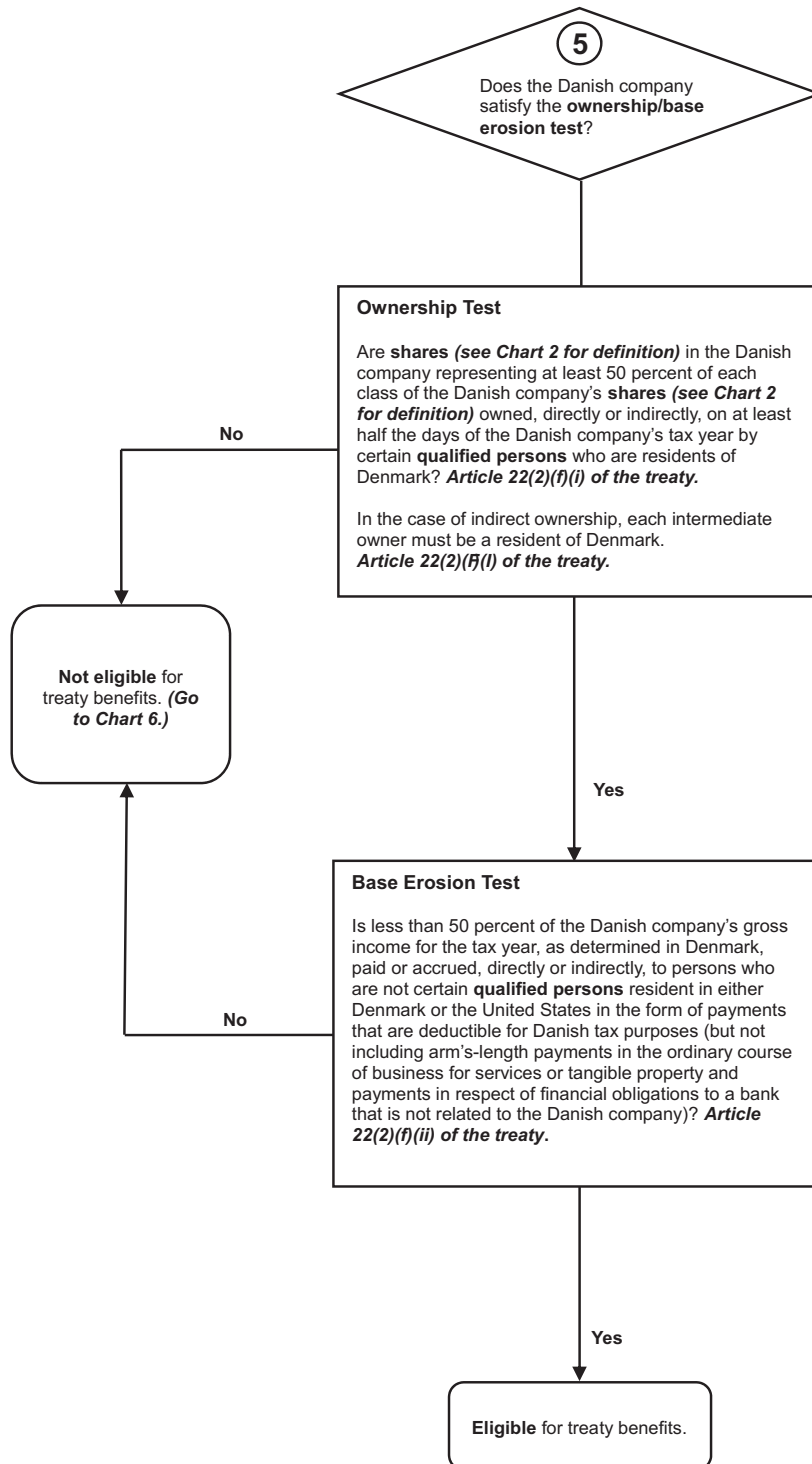 5
Does the Danish company
satisfy the ownership/base
erosion test?
Ownership Test
Are shares (see Chart 2 for definition) in the Danish
company representing at least 50 percent of each
class of the Danish company’s shares (see Chart 2
for definition) owned, directly or indirectly, on at least
half the days of the Danish company’s tax year by
certain qualified persons who are residents of
Denmark? Article 22(2)(f)(i) of the treaty.
In the case of indirect ownership, each intermediate
owner must be a resident of Denmark.
Article 22(2)(F)(I) of the treaty.
No
Not eligible for
treaty benefits. (Go
to Chart 6.)
Yes
Base Erosion Test
Is less than 50 percent of the Danish company’s gross
income for the tax year, as determined in Denmark,
paid or accrued, directly or indirectly, to persons who
are not certain qualified persons resident in either
Denmark or the United States in the form of payments
that are deductible for Danish tax purposes (but not
including arm’s-length payments in the ordinary course
of business for services or tangible property and
payments in respect of financial obligations to a bank
that is not related to the Danish company)? Article
22(2)(f)(ii) of the treaty.
No
Yes
Eligible for treaty benefits.